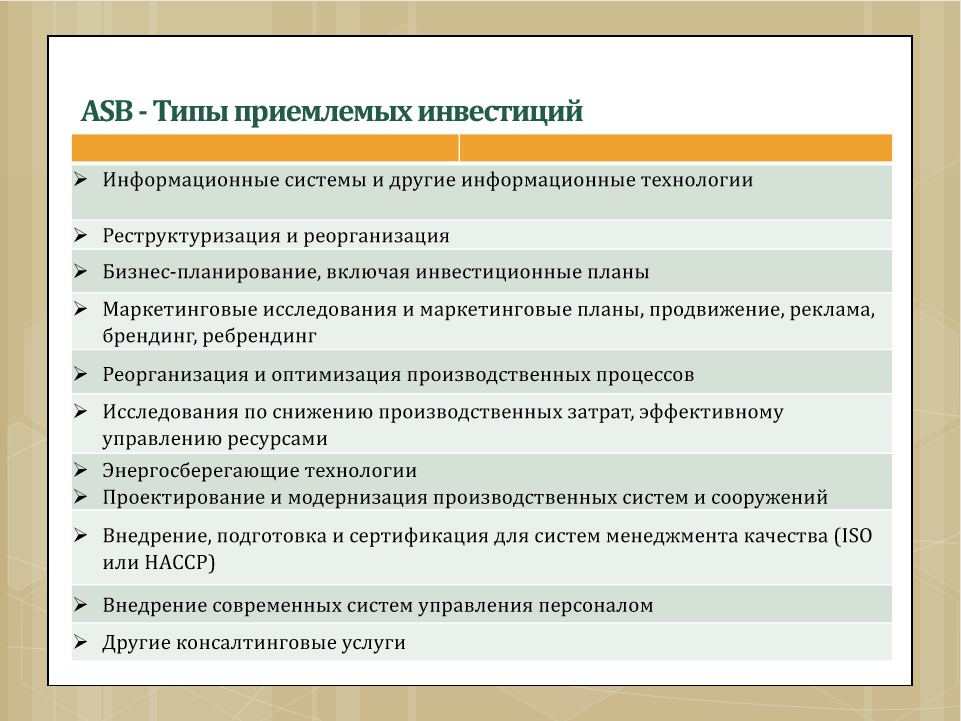 ASB - Типы приемлемых инвестиций
➢ Информационные системы и другие информационные технологии
➢ Реструктуризация и реорганизация
➢ Бизнес-планирование, включая инвестиционные планы
➢ Маркетинговые исследования и маркетинговые планы, продвижение, реклама,
брендинг, ребрендинг
➢ Реорганизация и оптимизация производственных процессов
➢ Исследования по снижению производственных затрат, эффективному
управлению ресурсами
➢ Энергосберегающие технологии
➢ Проектирование и модернизация производственных систем и сооружений
➢ Внедрение, подготовка и сертификация для систем менеджмента качества (ISO
или HACCP)
➢ Внедрение современных систем управления персоналом
➢ Другие консалтинговые услуги